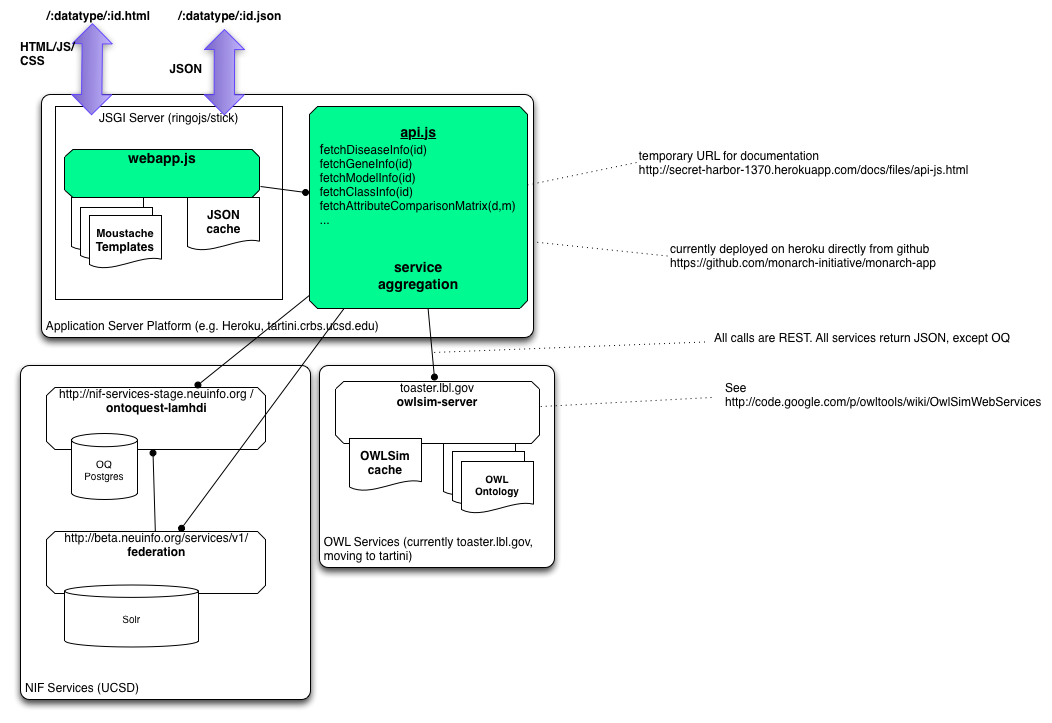 /:datatype/:id.html
/:datatype/:id.json
HTML/JS/
CSS
JSON
JSGI Server (ringojs/stick)
webapp.js
Moustache
Templates
JSON
cache
api.js
fetchDiseaseInfo(id)
fetchGeneInfo(id)
fetchModelInfo(id)
fetchClassInfo(id)
fetchAttributeComparisonMatrix(d,m)
...
service
aggregation
Application Server Platform (e.g. Heroku, tartini.crbs.ucsd.edu)
temporary URL for documentation
http://secret-harbor-1370.herokuapp.com/docs/files/api-js.html
currently deployed on heroku directly from github
https://github.com/monarch-initiative/monarch-app
All calls are REST. All services return JSON, except OQ
See
http://code.google.com/p/owltools/wiki/OwlSimWebServices
http://nif-services-stage.neuinfo.org /
ontoquest-lamhdi
OQ
Postgres
http://beta.neuinfo.org/services/v1/
federation
Solr
NIF Services (UCSD)
toaster.lbl.gov
owlsim-server
OWLSim
cache
OWL
Ontology
OWL Services (currently toaster.lbl.gov,
moving to tartini)